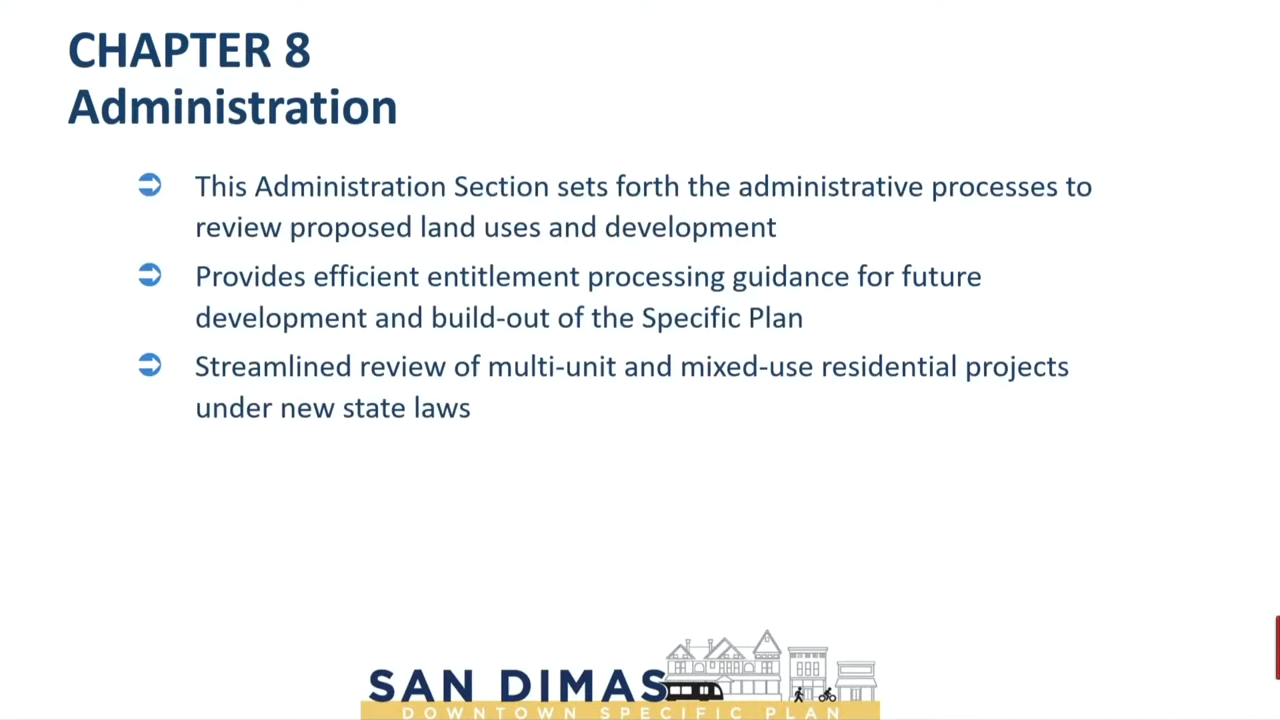 CHAPTER 8
Administration
This Administration Section sets forth the administrative processes to
review proposed land uses and development
Provides efficient entitlement processing guidance for future
development and build-out of the Specific Plan
Streamlined review of multi-unit and mixed-use residential projects
under new state laws
SAN DIMAS
DOWNTOWN SPECIFIC PLAN